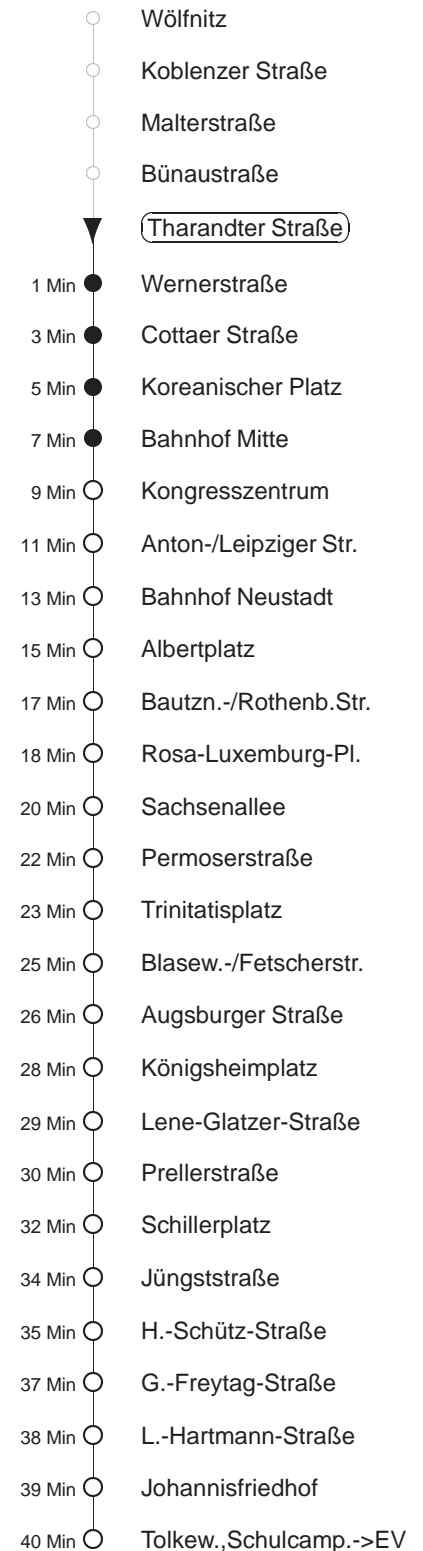 Wölfnitz
Koblenzer Straße
Malterstraße
Bünaustraße
Tharandter Straße
1 Min Wernerstraße
3 Min Cottaer Straße
5 Min Koreanischer Platz
7 Min Bahnhof Mitte
9 Min Kongresszentrum
11 Min Anton-/Leipziger Str.
13 Min Bahnhof Neustadt
15 Min Albertplatz
17 Min Bautzn.-/Rothenb.Str.
18 Min Rosa-Luxemburg-Pl.
20 Min Sachsenallee
22 Min Permoserstraße
23 Min Trinitatisplatz
25 Min Blasew.-/Fetscherstr.
26 Min Augsburger Straße
28 Min Königsheimplatz
29 Min Lene-Glatzer-Straße
30 Min Prellerstraße
32 Min Schillerplatz
34 Min Jüngststraße
35 Min H.-Schütz-Straße
37 Min G.-Freytag-Straße
38 Min L.-Hartmann-Straße
39 Min Johannisfriedhof
40 Min Tolkew.,Schulcamp.->EV